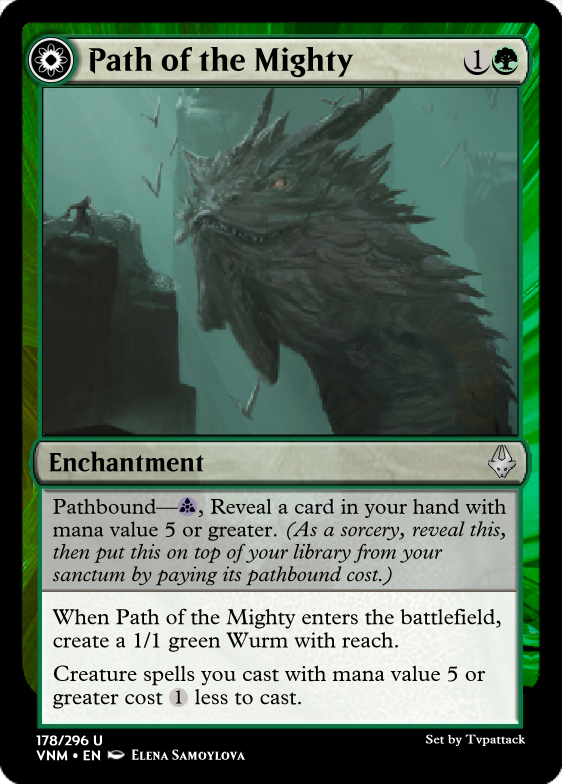 Path of the Mighty 1
Enchantment
Pathbound—, Reveal a card in your hand with
mana value 5 or greater. (As a sorcery, reveal this,
then put this on top of your library from your
sanctum by paying its pathbound cost.)
When Path of the Mighty enters the battlefield,
create a 1/1 green Wurm with reach.
Creature spells you cast with mana value 5 or
greater cost 1 less to cast.
178/296 U
VNM • EN Elena Samoylova
Set by Tvpattack